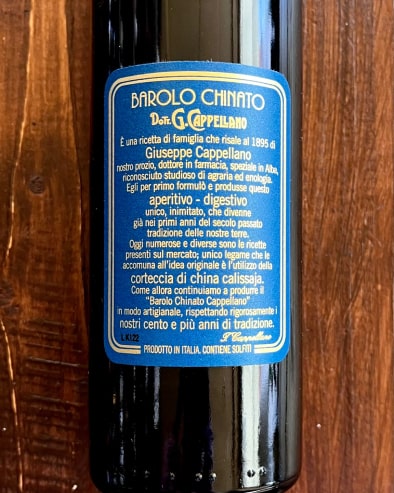 BAROLO CHINATO
DOTT. G. CAPPELLANO
È una ricetta di famiglia che risale al 1895 di
Giuseppe Cappellano
nostro prozio, dottore in farmacia, speziale in Alba,
riconosciuto studioso di agraria ed enologia.
Egli per primo formulò e produsse questo
aperitivo - digestivo
unico, inimitato, che divenne
già nei primi anni del secolo passato
tradizione delle nostre terre.
Oggi numerose e diverse sono le ricette
presenti sul mercato; unico legame che le
accomuna all'idea originale è l'utilizzo della
corteccia di china calissaja.
Come allora continuiamo a produrre il
"Barolo Chinato Cappellano"
in modo artigianale, rispettando rigorosamente i
nostri cento e più anni di tradizione.
L.K.I.22
PRODOTTO IN ITALIA. CONTIENE SOLFITI